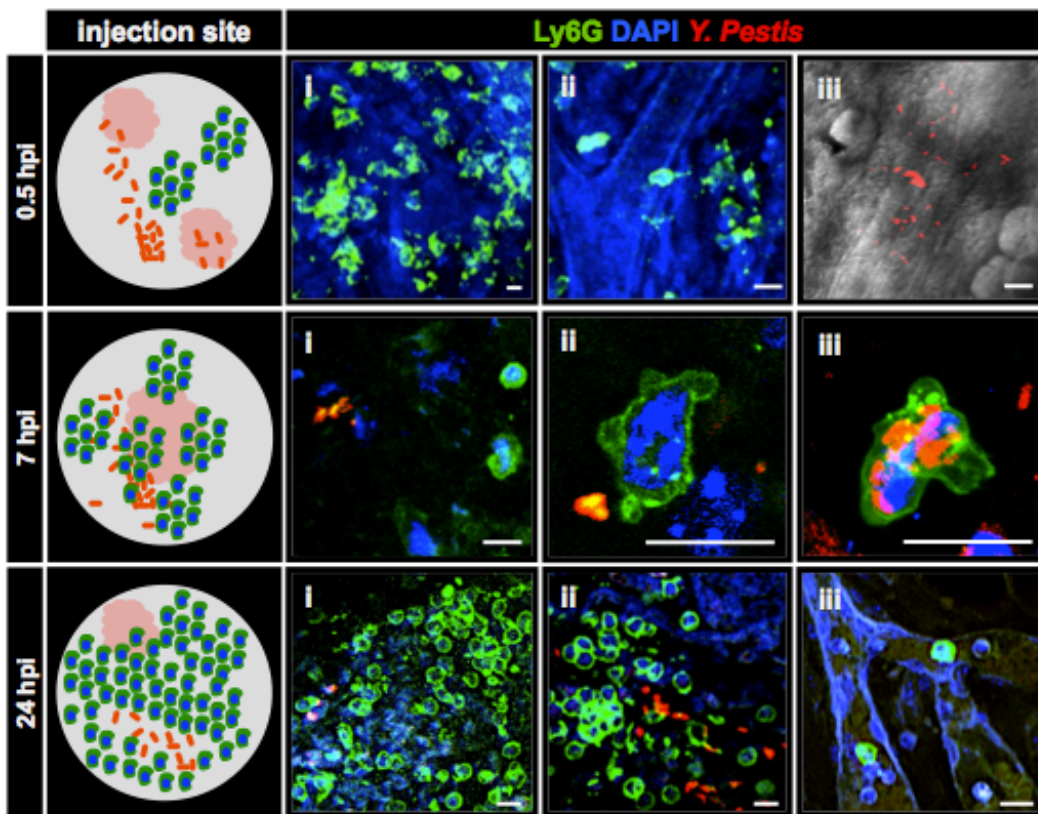 injection site
Ly6G DAPI Y. Pestis
0.5 hpi
i
ii
iii
7 hpi
i
ii
iii
24 hpi
i
ii
iii